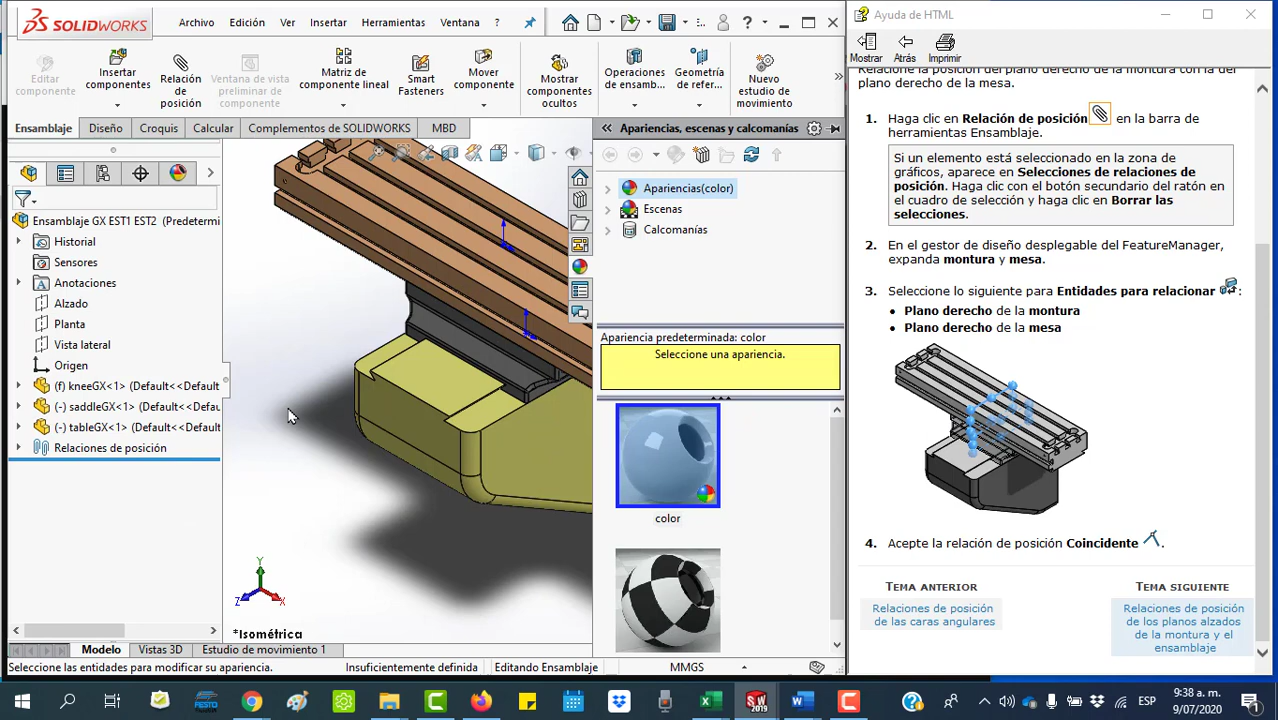 SOLIDWORKS
Archivo Edición Ver Insertar Herramientas Ventana ?
Editar componente
Insertar componentes
Relación de posición
Ventana de vista preliminar de componente
Matriz de componente lineal
Smart Fasteners
Mover componente
Mostrar componentes ocultos
Operaciones de ensamb...
Geometría de refer...
Nuevo estudio de movimiento
Ensamblaje Diseño Croquis Calcular Complementos de SOLIDWORKS MBD
Ensamblaje GX EST1 EST2 (Predetermi
Historial
Sensores
Anotaciones
Alzado
Planta
Vista lateral
Origen
(f) kneeGX<1> (Default<<Default
(-) saddleGX<1> (Default<<Defau
(-) tableGX<1> (Default<<Default
Relaciones de posición
Y
Z
X
*Isométrica
Apariencias, escenas y calcomanías
Apariencias(color)
Escenas
Calcomanías
Apariencia predeterminada: color
Seleccione una apariencia.
color
Modelo Vistas 3D Estudio de movimiento 1
Seleccione las entidades para modificar su apariencia. Insuficientemente definida Editando Ensamblaje MMGS
Ayuda de HTML
Mostrar Atrás Imprimir
Relacione la posición del plano derecho de la montura con la del
plano derecho de la mesa.
1. Haga clic en Relación de posición en la barra de
herramientas Ensamblaje.
Si un elemento está seleccionado en la zona de
gráficos, aparece en Selecciones de relaciones de
posición. Haga clic con el botón secundario del ratón en
el cuadro de selección y haga clic en Borrar las
selecciones.
2. En el gestor de diseño desplegable del FeatureManager,
expanda montura y mesa.
3. Seleccione lo siguiente para Entidades para relacionar :
• Plano derecho de la montura
• Plano derecho de la mesa
4. Acepte la relación de posición Coincidente .
TEMA ANTERIOR
Relaciones de posición
de las caras angulares
TEMA SIGUIENTE
Relaciones de posición
de los planos alzados
de la montura y el
ensamblaje
FESTO
SW
2019
ESP
9:38 a. m.
9/07/2020